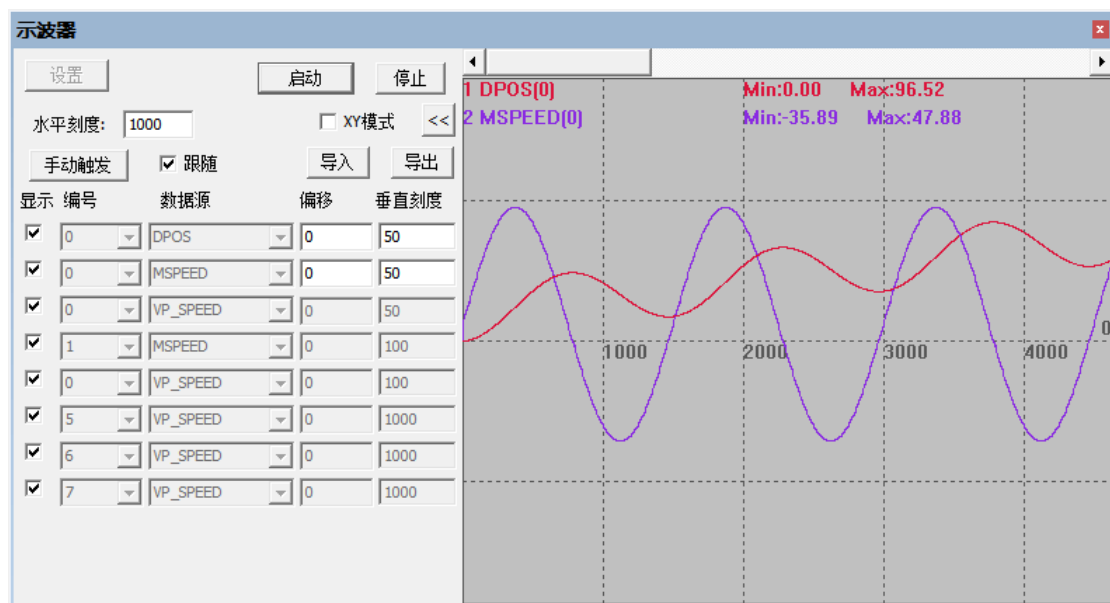 示波器
设置 启动 停止
水平刻度: 1000 XY模式 <<
手动触发 跟随 导入 导出
显示 编号 数据源 偏移 垂直刻度
0 DPOS 0 50
0 MSPEED 0 50
0 VP_SPEED 0 50
1 MSPEED 0 100
0 VP_SPEED 0 100
5 VP_SPEED 0 1000
6 VP_SPEED 0 1000
7 VP_SPEED 0 1000
1 DPOS(0) Min:0.00 Max:96.52
2 MSPEED(0) Min:-35.89 Max:47.88
0
1000 2000 3000 4000